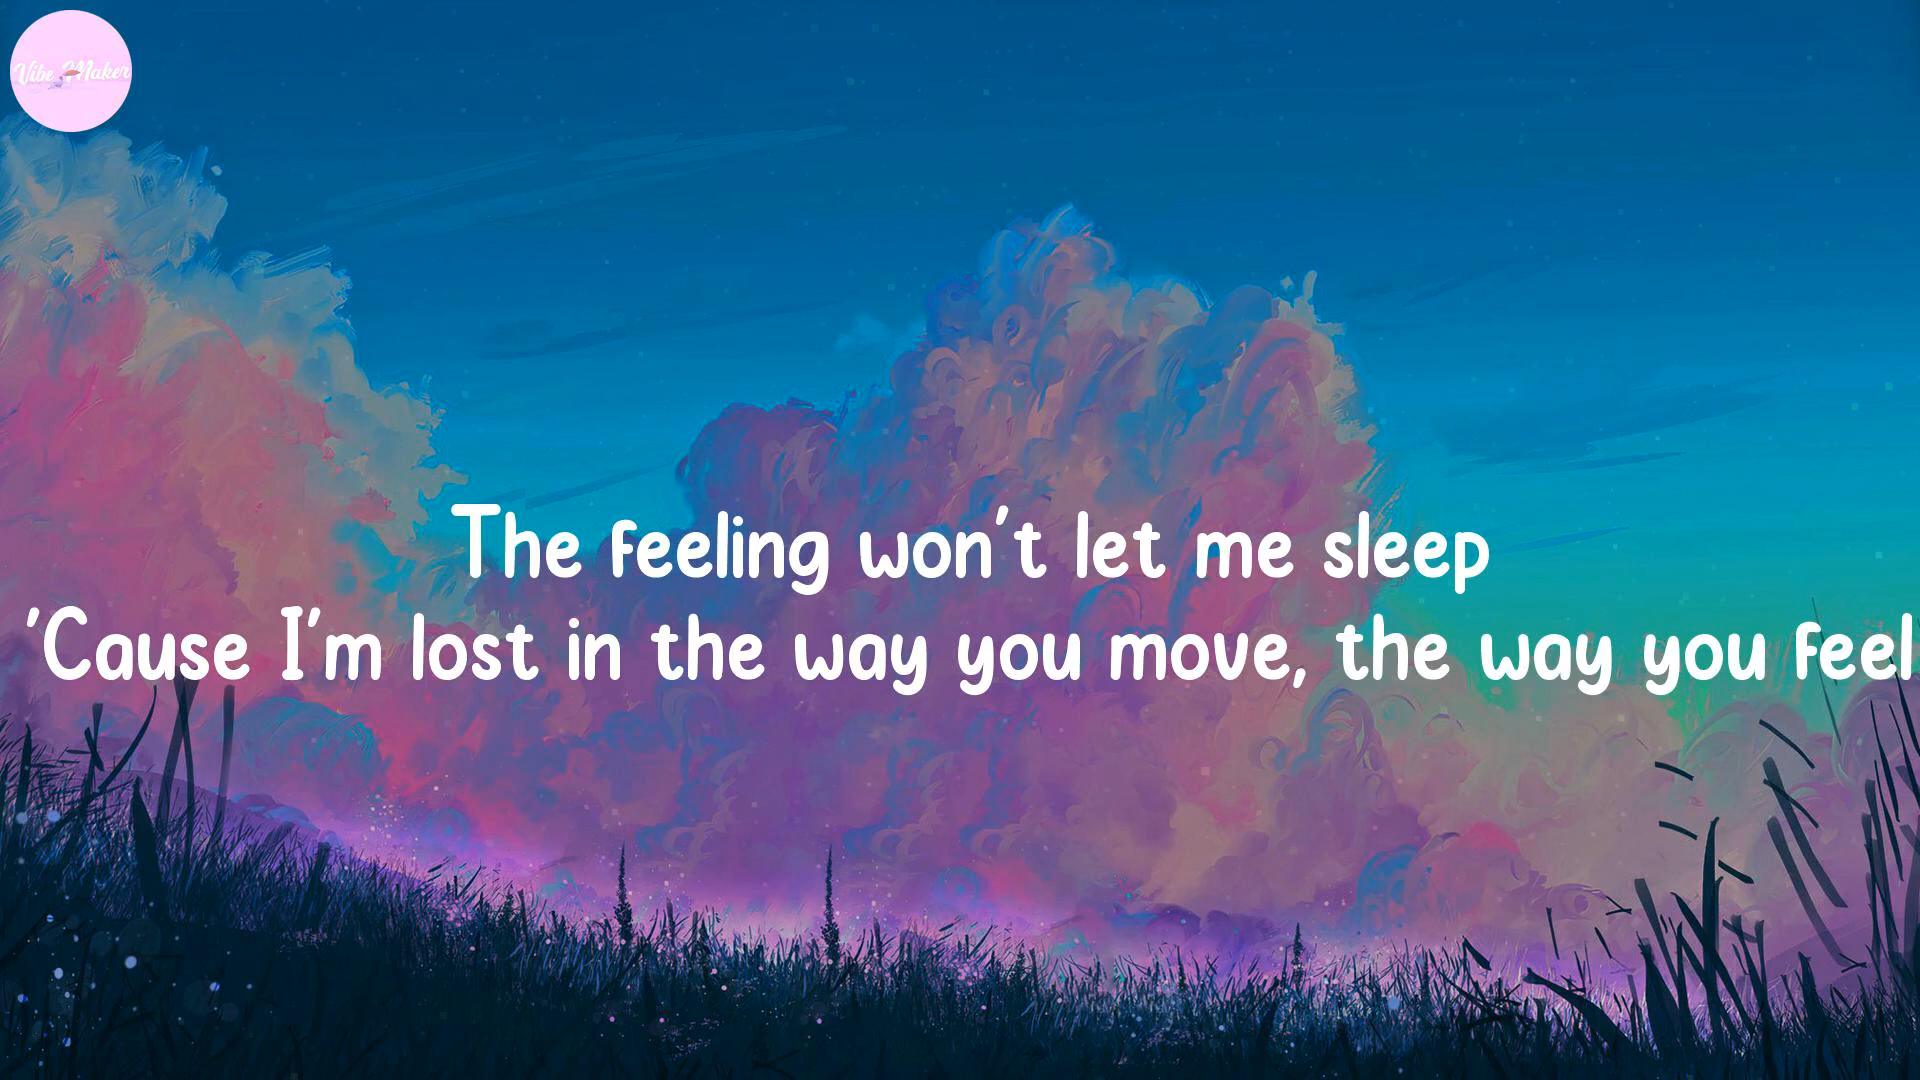 Vibe Maker
The feeling won't let me sleep
'Cause I'm lost in the way you move, the way you feel